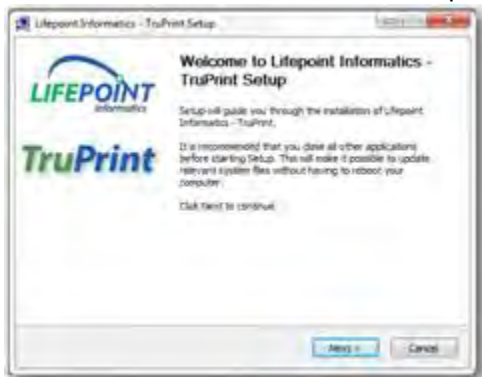 Lifepoint Informatics - TruPrint Setup
Welcome to Lifepoint Informatics -
TruPrint Setup
LIFEPOINT
Informatics
Setup will guide you through the installation of Lifepoint
Informatics - TruPrint.
TruPrint
It is recommended that you close all other applications
before starting Setup. This will make it possible to update
relevant system files without having to reboot your
computer.
Click Next to continue.
Next >
Cancel